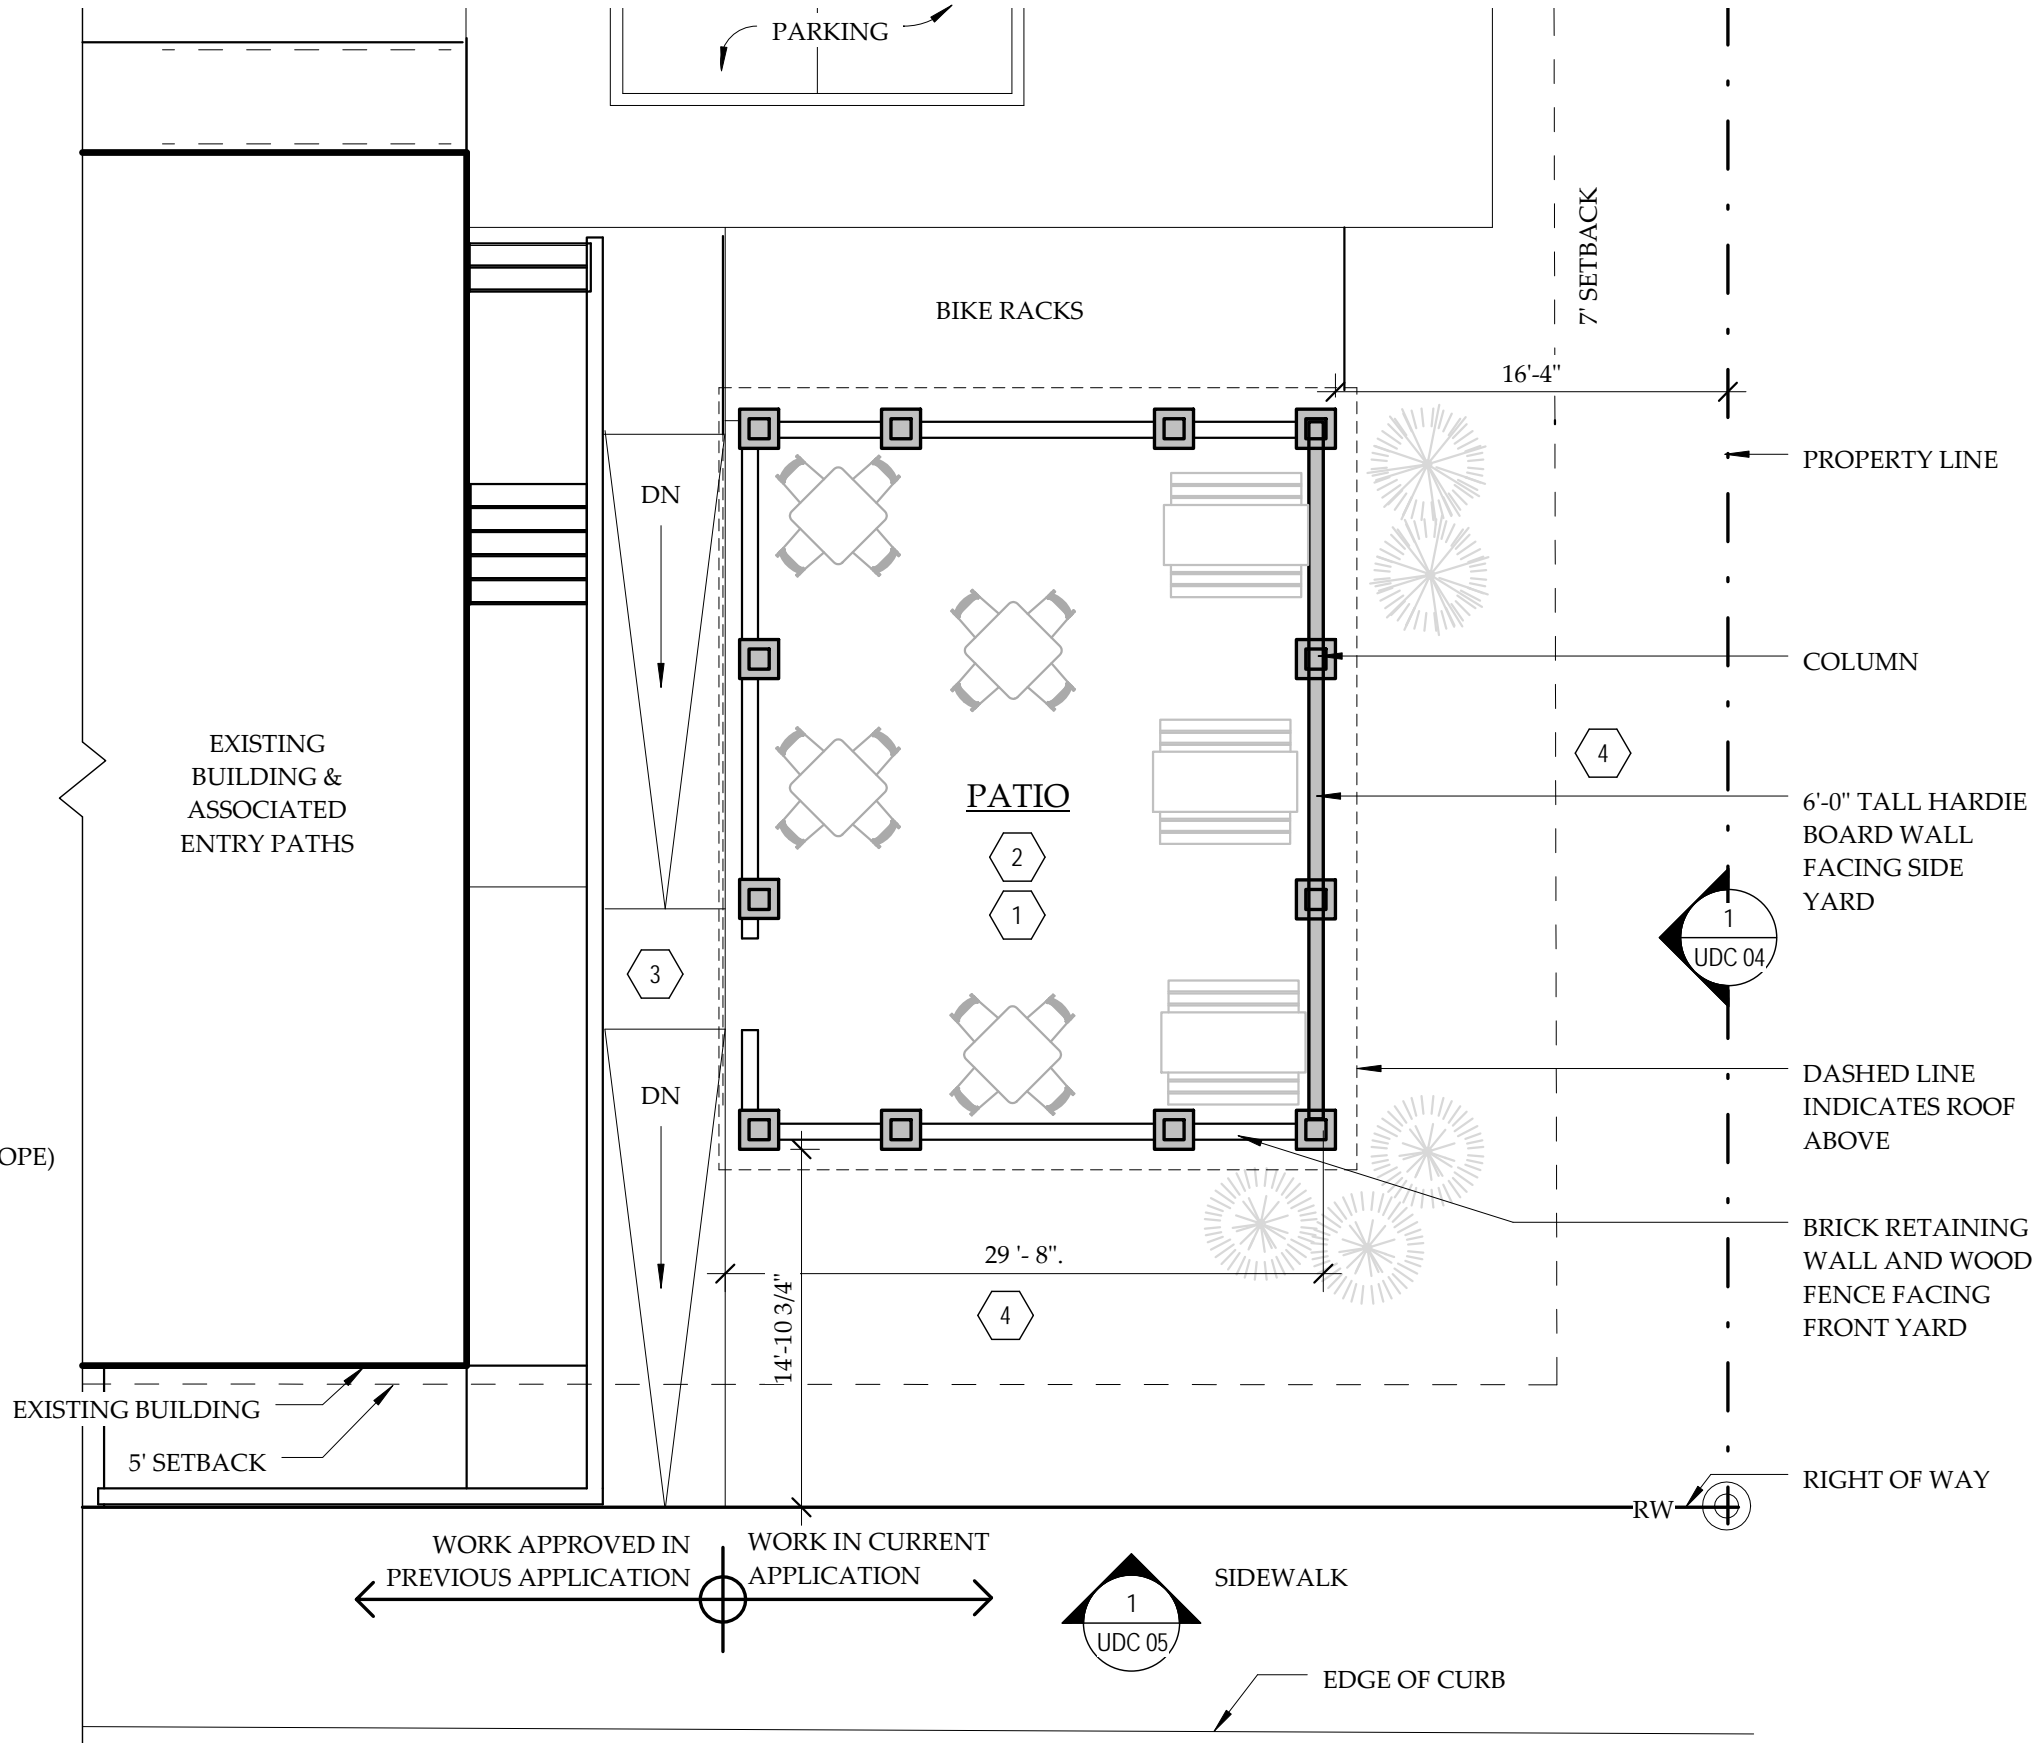 PARKING
7' SETBACK
BIKE RACKS
16'-4"
PROPERTY LINE
DN
COLUMN
EXISTING
BUILDING &
ASSOCIATED
ENTRY PATHS
4
PATIO
2
1
6'-0" TALL HARDIE
BOARD WALL
FACING SIDE
YARD
1
UDC 04
3
DN
DASHED LINE
INDICATES ROOF
ABOVE
OPE)
BRICK RETAINING
WALL AND WOOD
FENCE FACING
FRONT YARD
29 '- 8".
14'-10 3/4"
4
EXISTING BUILDING
5' SETBACK
RIGHT OF WAY
RW
WORK APPROVED IN
PREVIOUS APPLICATION
WORK IN CURRENT
APPLICATION
SIDEWALK
1
UDC 05
EDGE OF CURB